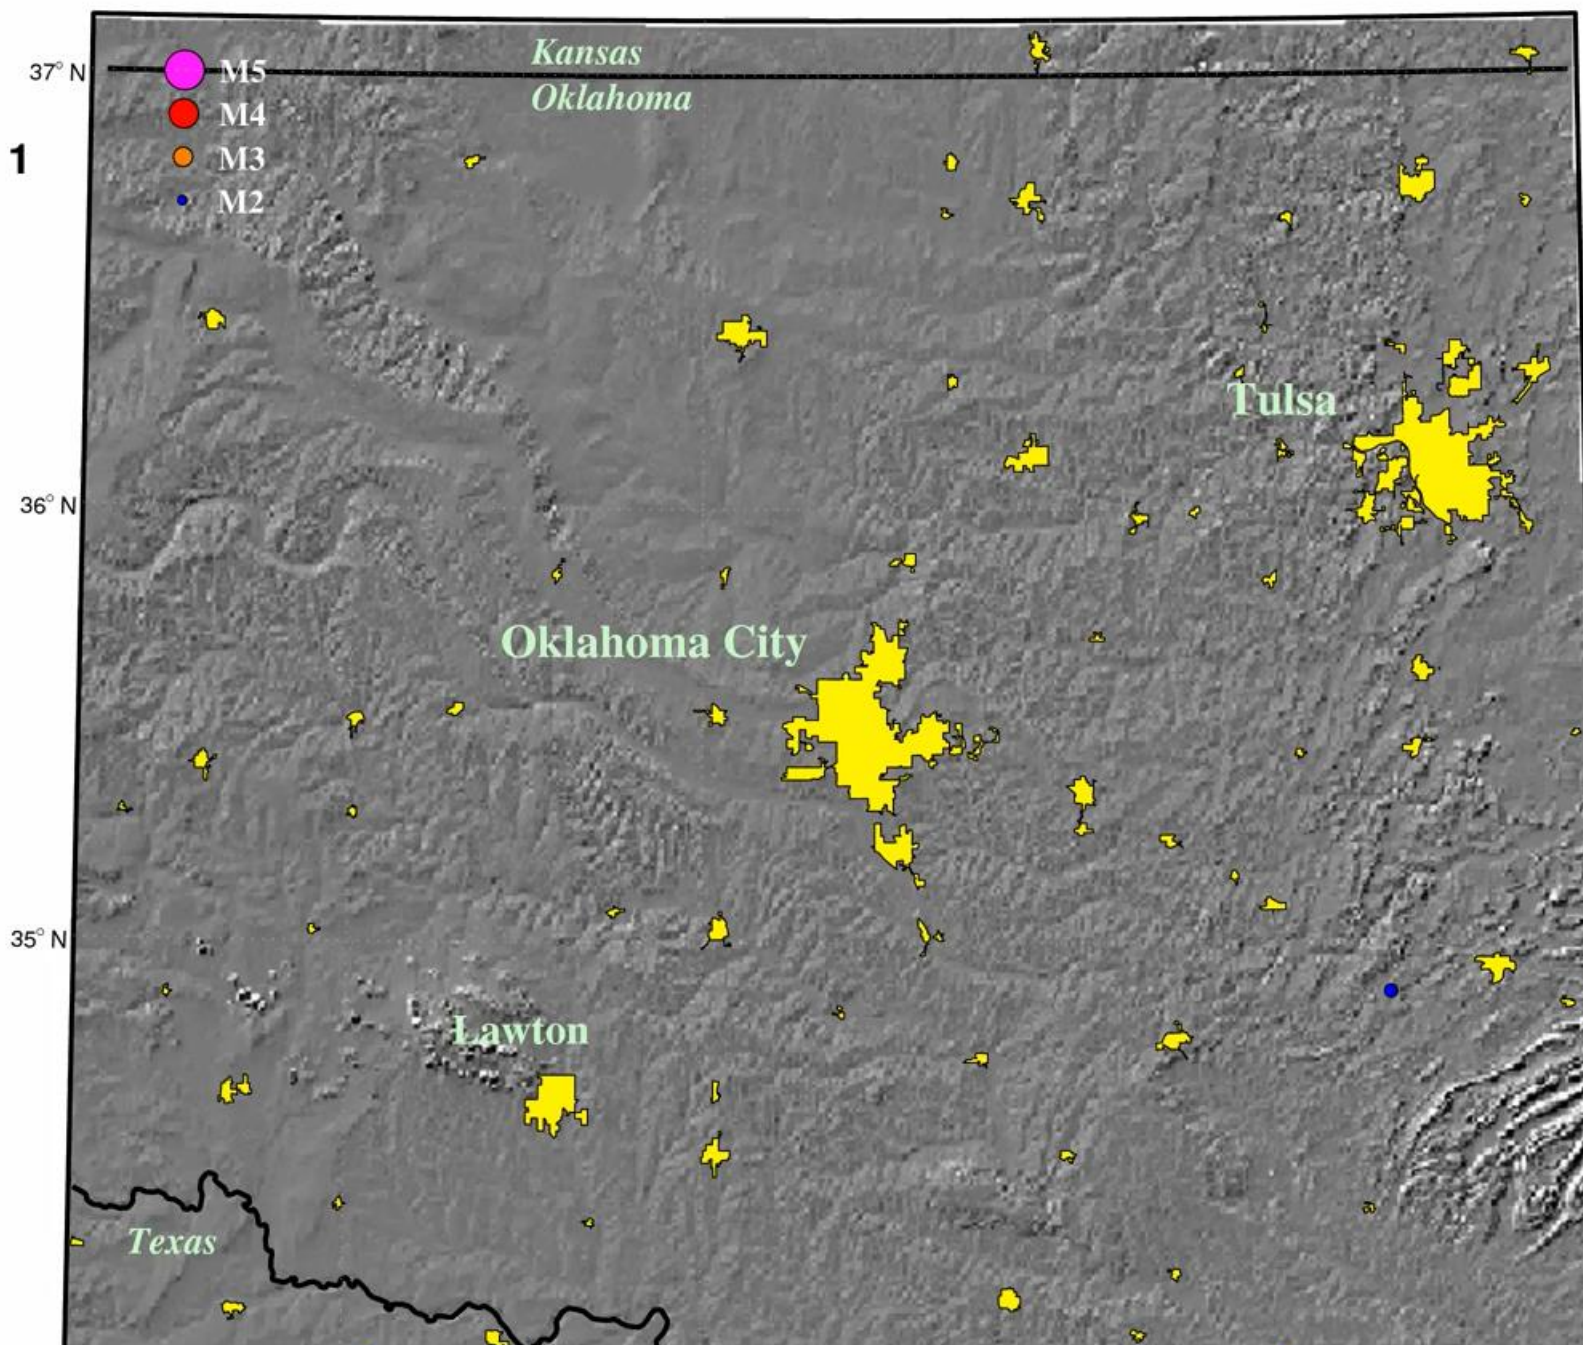 Kansas
37° N
M5
Oklahoma
M4
1
M3
M2
Tulsa
36° N
Oklahoma City
35° N
Lawton
Texas